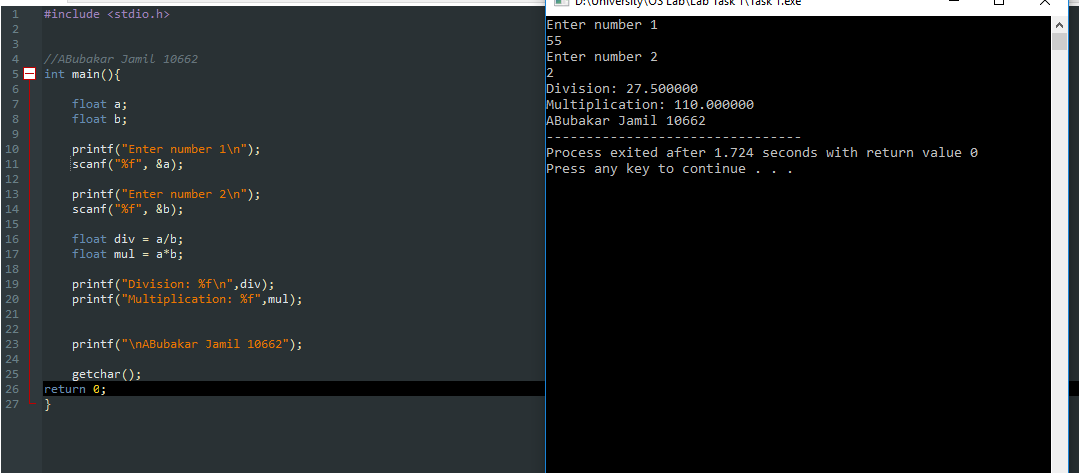 1 #include <stdio.h>
2
3
4 //ABubakar Jamil 10662
5 int main(){
6
7 float a;
8 float b;
9
10 printf("Enter number 1\n");
11 scanf("%f", &a);
12
13 printf("Enter number 2\n");
14 scanf("%f", &b);
15
16 float div = a/b;
17 float mul = a*b;
18
19 printf("Division: %f\n",div);
20 printf("Multiplication: %f",mul);
21
22
23 printf("\nABubakar Jamil 10662");
24
25 getchar();
26 return 0;
27 }
D:\University\OS Lab\Lab Task 1\Task 1.exe
Enter number 1
55
Enter number 2
2
Division: 27.500000
Multiplication: 110.000000
ABubakar Jamil 10662
--------------------------------
Process exited after 1.724 seconds with return value 0
Press any key to continue . . .